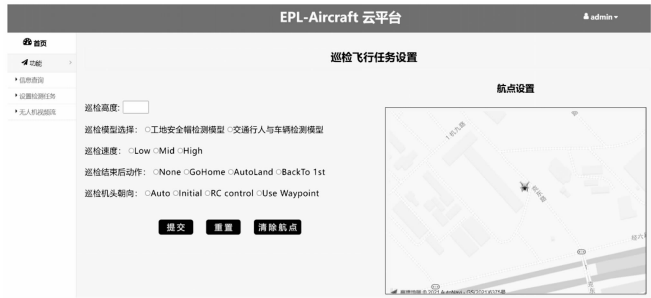 EPL-Aircraft 云平台
admin
首页
功能
信息查询
设置检测任务
无人机视频流
巡检飞行任务设置
巡检高度:
巡检模型选择: 工地安全帽检测模型 交通行人与车辆检测模型
巡检速度: Low Mid High
巡检结束后动作: None GoHome AutoLand BackTo 1st
巡检机头朝向: Auto Initial RC control Use Waypoint
提交 重置 清除航点
航点设置